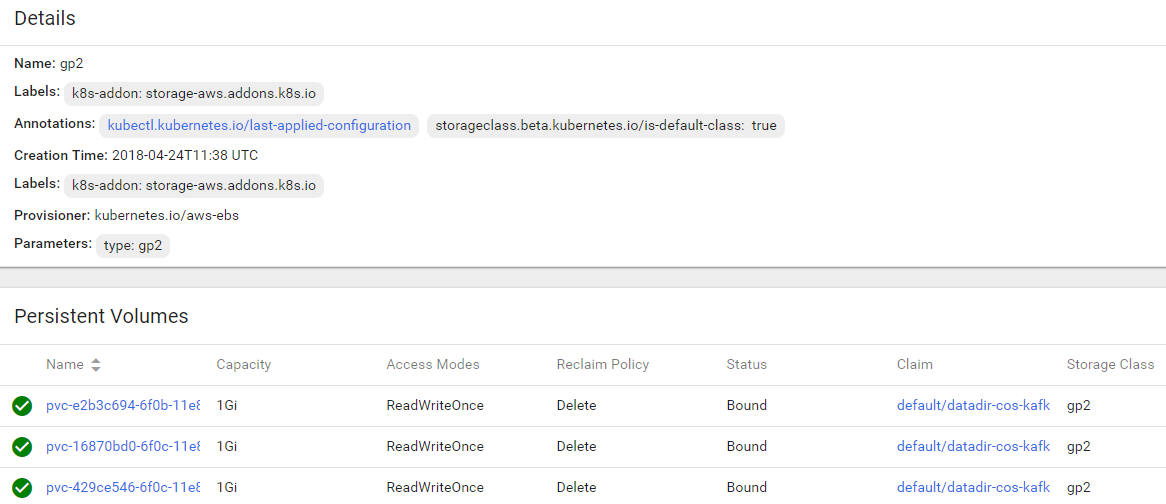 Details
Name: gp2
Labels: k8s-addon: storage-aws.addons.k8s.io
Annotations: kubectl.kubernetes.io/last-applied-configuration storageclass.beta.kubernetes.io/is-default-class: true
Creation Time: 2018-04-24T11:38 UTC
Labels: k8s-addon: storage-aws.addons.k8s.io
Provisioner: kubernetes.io/aws-ebs
Parameters: type: gp2
Persistent Volumes
Name Capacity Access Modes Reclaim Policy Status Claim Storage Class
pvc-e2b3c694-6f0b-11e8 1Gi ReadWriteOnce Delete Bound default/datadir-cos-kafk gp2
pvc-16870bd0-6f0c-11e8 1Gi ReadWriteOnce Delete Bound default/datadir-cos-kafk gp2
pvc-429ce546-6f0c-11e8 1Gi ReadWriteOnce Delete Bound default/datadir-cos-kafk gp2